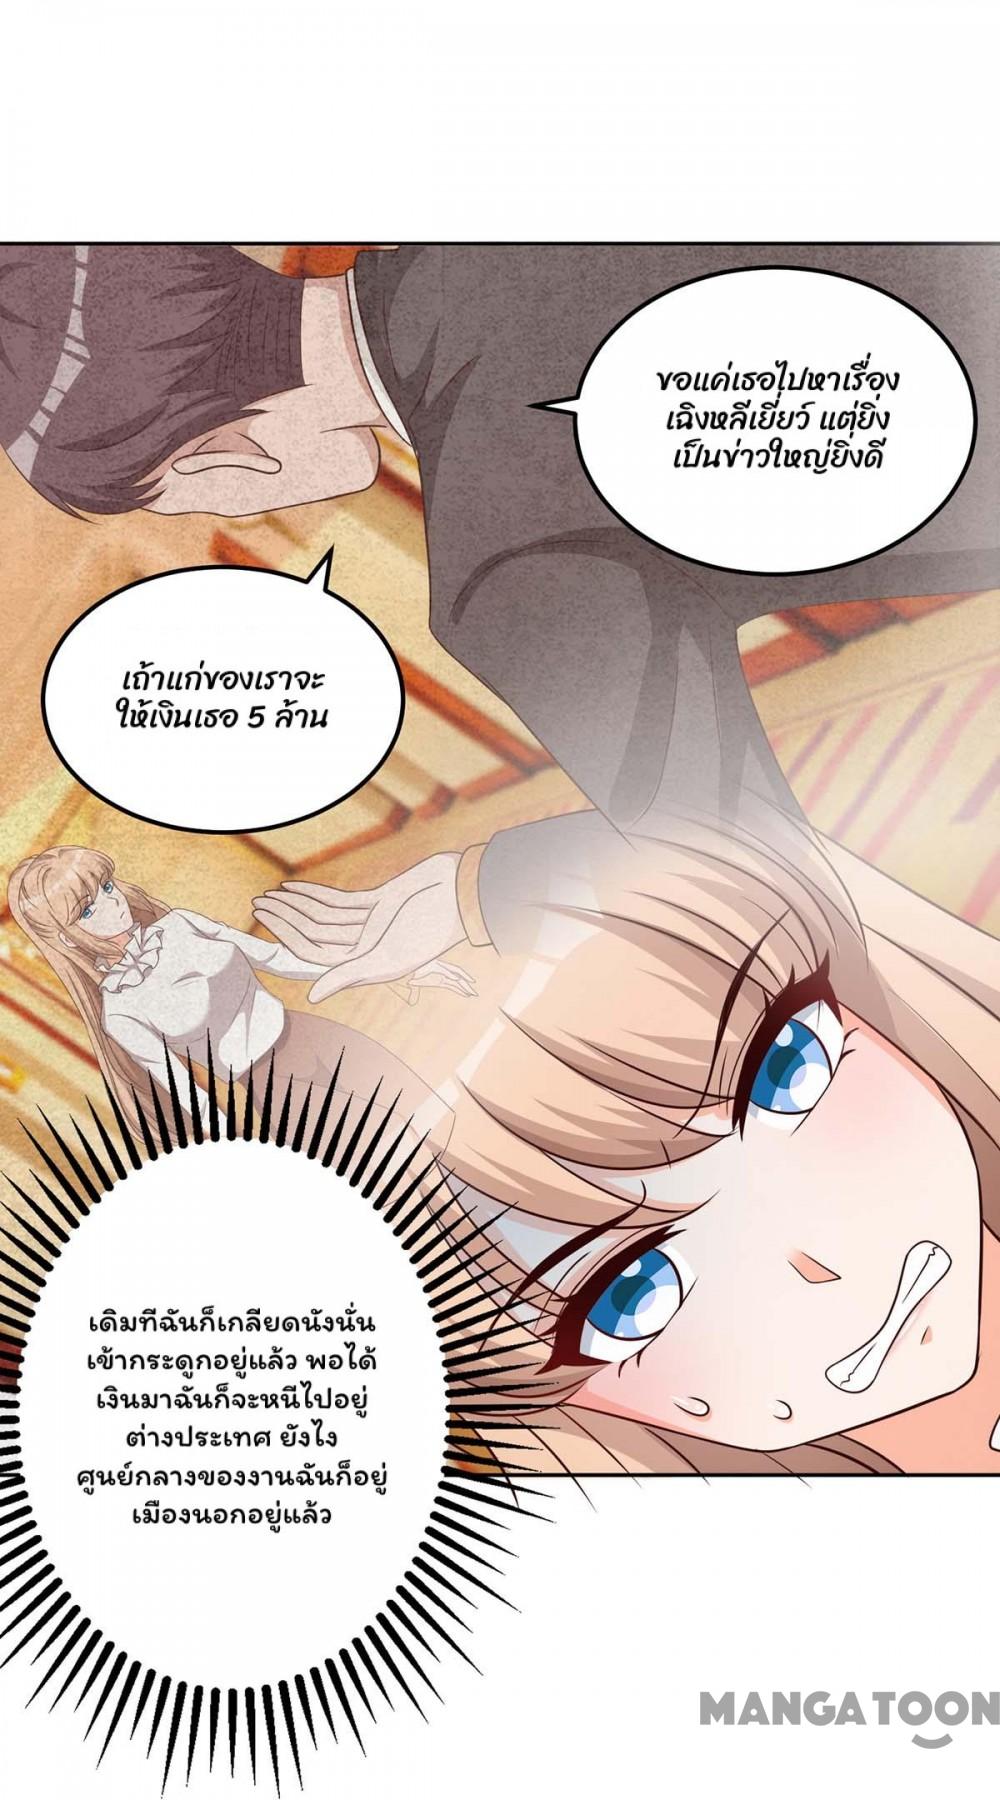 ขอแค่เธอไปหาเรื่อง
เฉิงหลีเยี่ยว์ แต่ยิ่ง
เป็นข่าวใหญ่ยิ่งดี
เถ้าแก่ของเราจะ
ให้เงินเธอ 5 ล้าน
เดิมทีฉันก็เกลียดนังนั่น
เข้ากระดูกอยู่แล้ว พอได้
เงินมาฉันก็จะหนีไปอยู่
ต่างประเทศ ยังไง
ศูนย์กลางของงานฉันก็อยู่
เมืองนอกอยู่แล้ว
MANGATOON